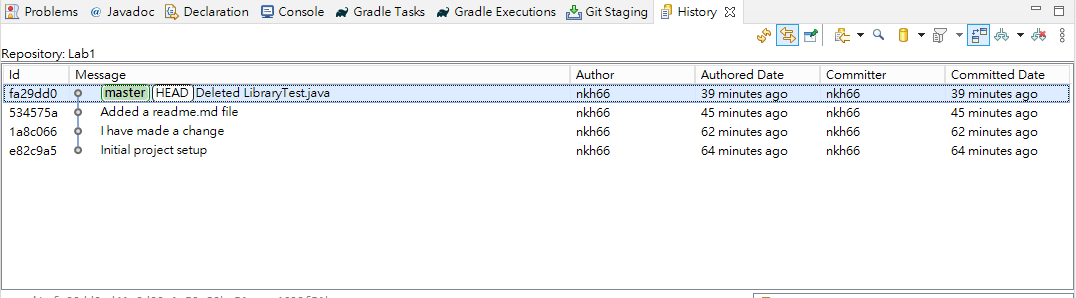 Problems @ Javadoc Declaration Console Gradle Tasks Gradle Executions Git Staging History
Repository: Lab1
Id Message Author Authored Date Committer Committed Date
fa29dd0 master HEAD Deleted LibraryTest.java nkh66 39 minutes ago nkh66 39 minutes ago
534575a Added a readme.md file nkh66 45 minutes ago nkh66 45 minutes ago
1a8c066 I have made a change nkh66 62 minutes ago nkh66 62 minutes ago
e82c9a5 Initial project setup nkh66 64 minutes ago nkh66 64 minutes ago